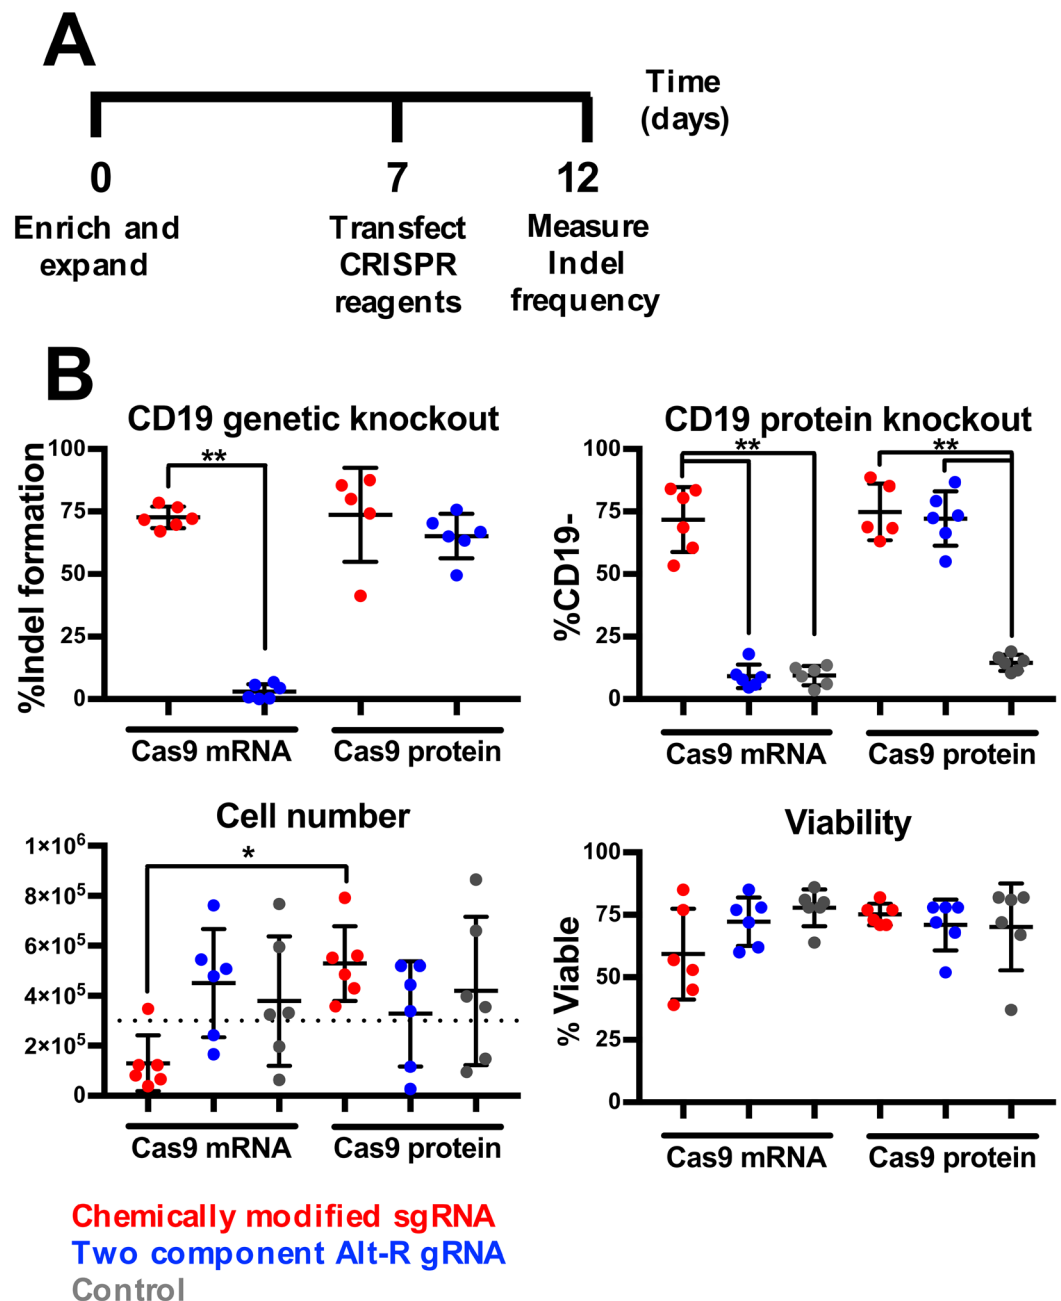 A
Time
(days)
0
7
12
Enrich and
expand
Transfect
CRISPR
reagents
Measure
Indel
frequency
B
CD19 genetic knockout
%Indel formation
100
75
50
25
0
**
Cas9 mRNA
Cas9 protein
CD19 protein knockout
%CD19-
100
75
50
25
0
**
**
Cas9 mRNA
Cas9 protein
Cell number
1×10⁶
8×10⁵
6×10⁵
4×10⁵
2×10⁵
0
*
Cas9 mRNA
Cas9 protein
Viability
% Viable
100
75
50
25
0
Cas9 mRNA
Cas9 protein
Chemically modified sgRNA
Two component Alt-R gRNA
Control